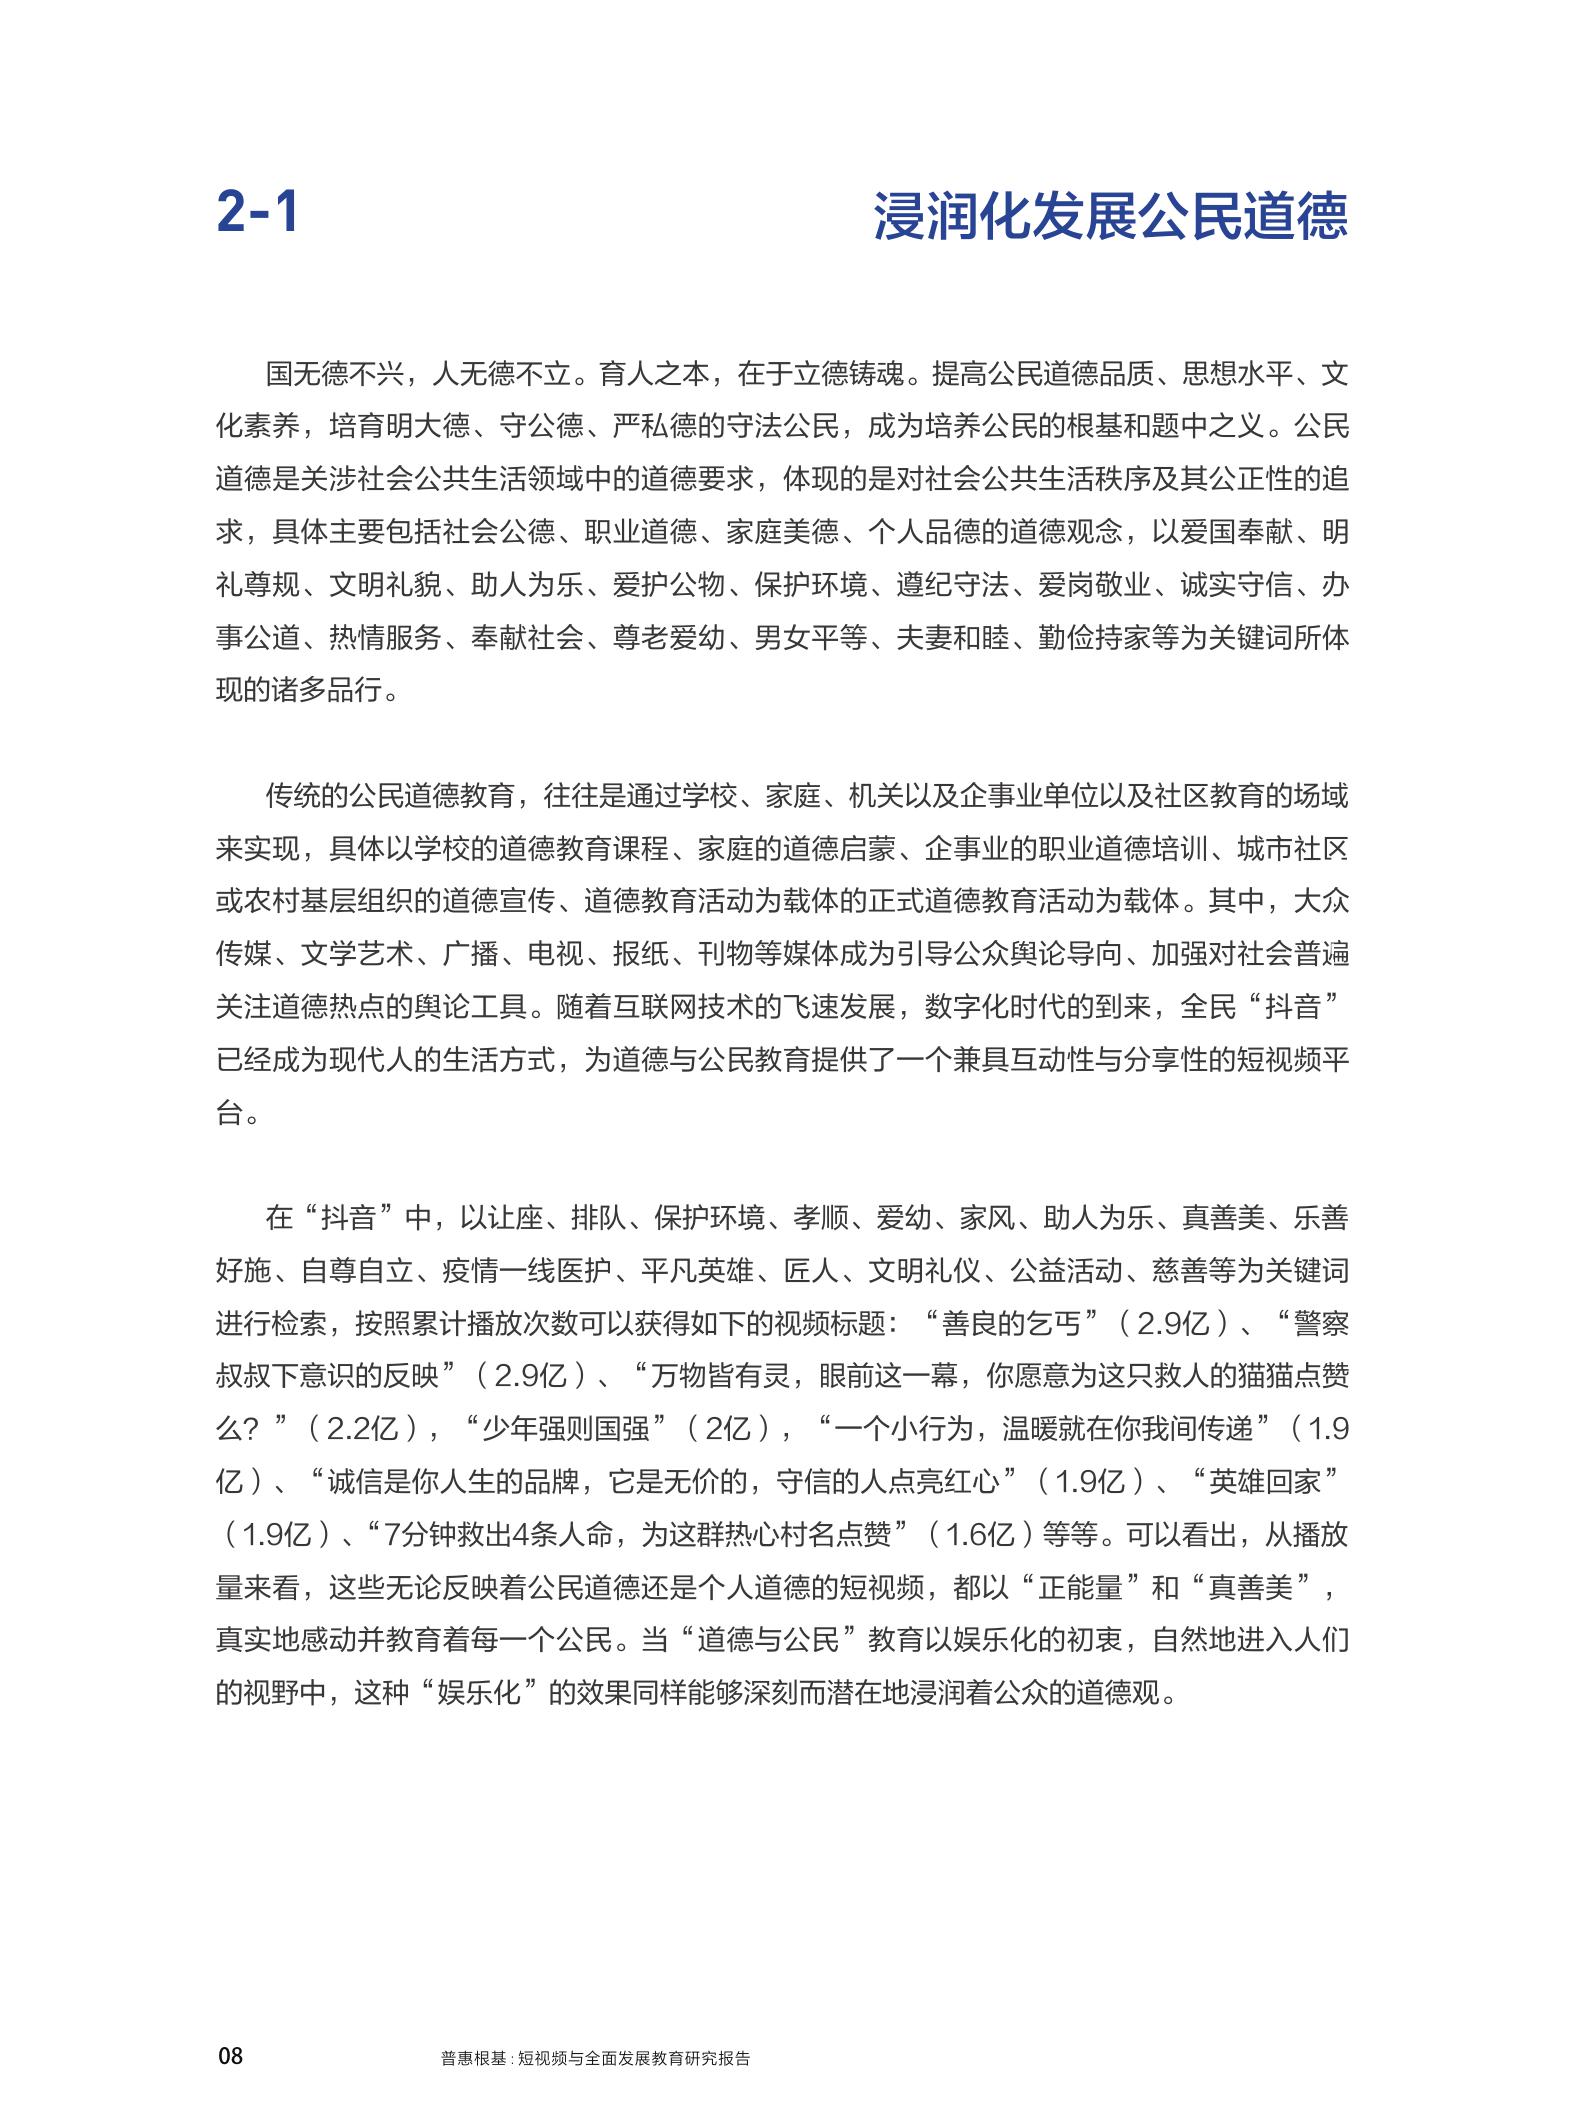 2-1
浸润化发展公民道德
国无德不兴，人无德不立。育人之本，在于立德铸魂。提高公民道德品质、思想水平、文
化素养，培育明大德、守公德、严私德的守法公民，成为培养公民的根基和题中之义。公民
道德是关涉社会公共生活领域中的道德要求，体现的是对社会公共生活秩序及其公正性的追
求，具体主要包括社会公德、职业道德、家庭美德、个人品德的道德观念，以爱国奉献、明
礼尊规、文明礼貌、助人为乐、爱护公物、保护环境、遵纪守法、爱岗敬业、诚实守信、办
事公道、热情服务、奉献社会、尊老爱幼、男女平等、夫妻和睦、勤俭持家等为关键词所体
现的诸多品行。
传统的公民道德教育，往往是通过学校、家庭、机关以及企事业单位以及社区教育的场域
来实现，具体以学校的道德教育课程、家庭的道德启蒙、企事业的职业道德培训、城市社区
或农村基层组织的道德宣传、道德教育活动为载体的正式道德教育活动为载体。其中，大众
传媒、文学艺术、广播、电视、报纸、刊物等媒体成为引导公众舆论导向、加强对社会普遍
关注道德热点的舆论工具。随着互联网技术的飞速发展，数字化时代的到来，全民“抖音”
已经成为现代人的生活方式，为道德与公民教育提供了一个兼具互动性与分享性的短视频平
台。
在“抖音”中，以让座、排队、保护环境、孝顺、爱幼、家风、助人为乐、真善美、乐善
好施、自尊自立、疫情一线医护、平凡英雄、匠人、文明礼仪、公益活动、慈善等为关键词
进行检索，按照累计播放次数可以获得如下的视频标题：“善良的乞丐”（2.9亿）、“警察
叔叔下意识的反映”（2.9亿）、“万物皆有灵，眼前这一幕，你愿意为这只救人的猫猫点赞
么？”（2.2亿），“少年强则国强”（2亿），“一个小行为，温暖就在你我间传递”（1.9
亿）、“诚信是你人生的品牌，它是无价的，守信的人点亮红心”（1.9亿）、“英雄回家”
（1.9亿）、“7分钟救出4条人命，为这群热心村名点赞”（1.6亿）等等。可以看出，从播放
量来看，这些无论反映着公民道德还是个人道德的短视频，都以“正能量”和“真善美”，
真实地感动并教育着每一个公民。当“道德与公民”教育以娱乐化的初衷，自然地进入人们
的视野中，这种“娱乐化”的效果同样能够深刻而潜在地浸润着公众的道德观。
08
普惠根基：短视频与全面发展教育研究报告